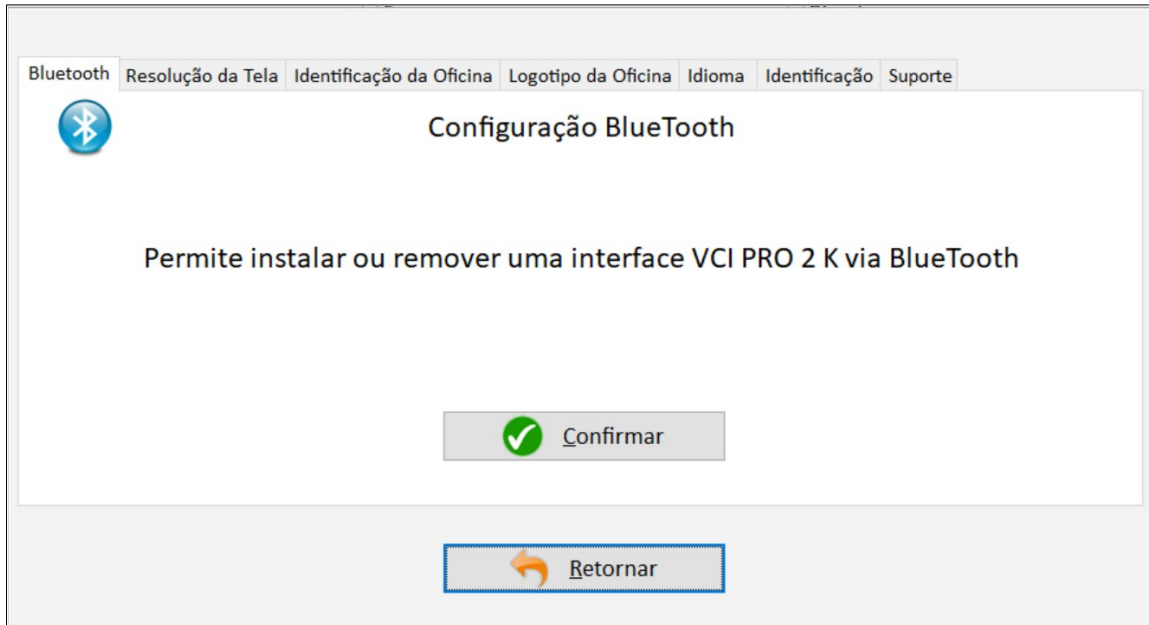 Bluetooth Resolução da Tela Identificação da Oficina Logotipo da Oficina Idioma Identificação Suporte
Configuração BlueTooth
Permite instalar ou remover uma interface VCI PRO 2 K via BlueTooth
Confirmar
Retornar